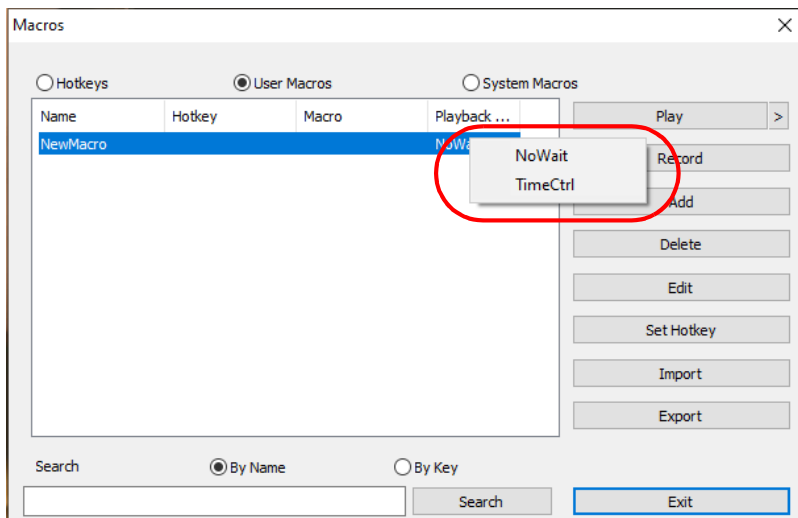 Macros
Hotkeys User Macros System Macros
Name Hotkey Macro Playback ... Play >
NewMacro NoWait Record
TimeCtrl Add
Delete
Edit
Set Hotkey
Import
Export
Search By Name By Key
Search Exit